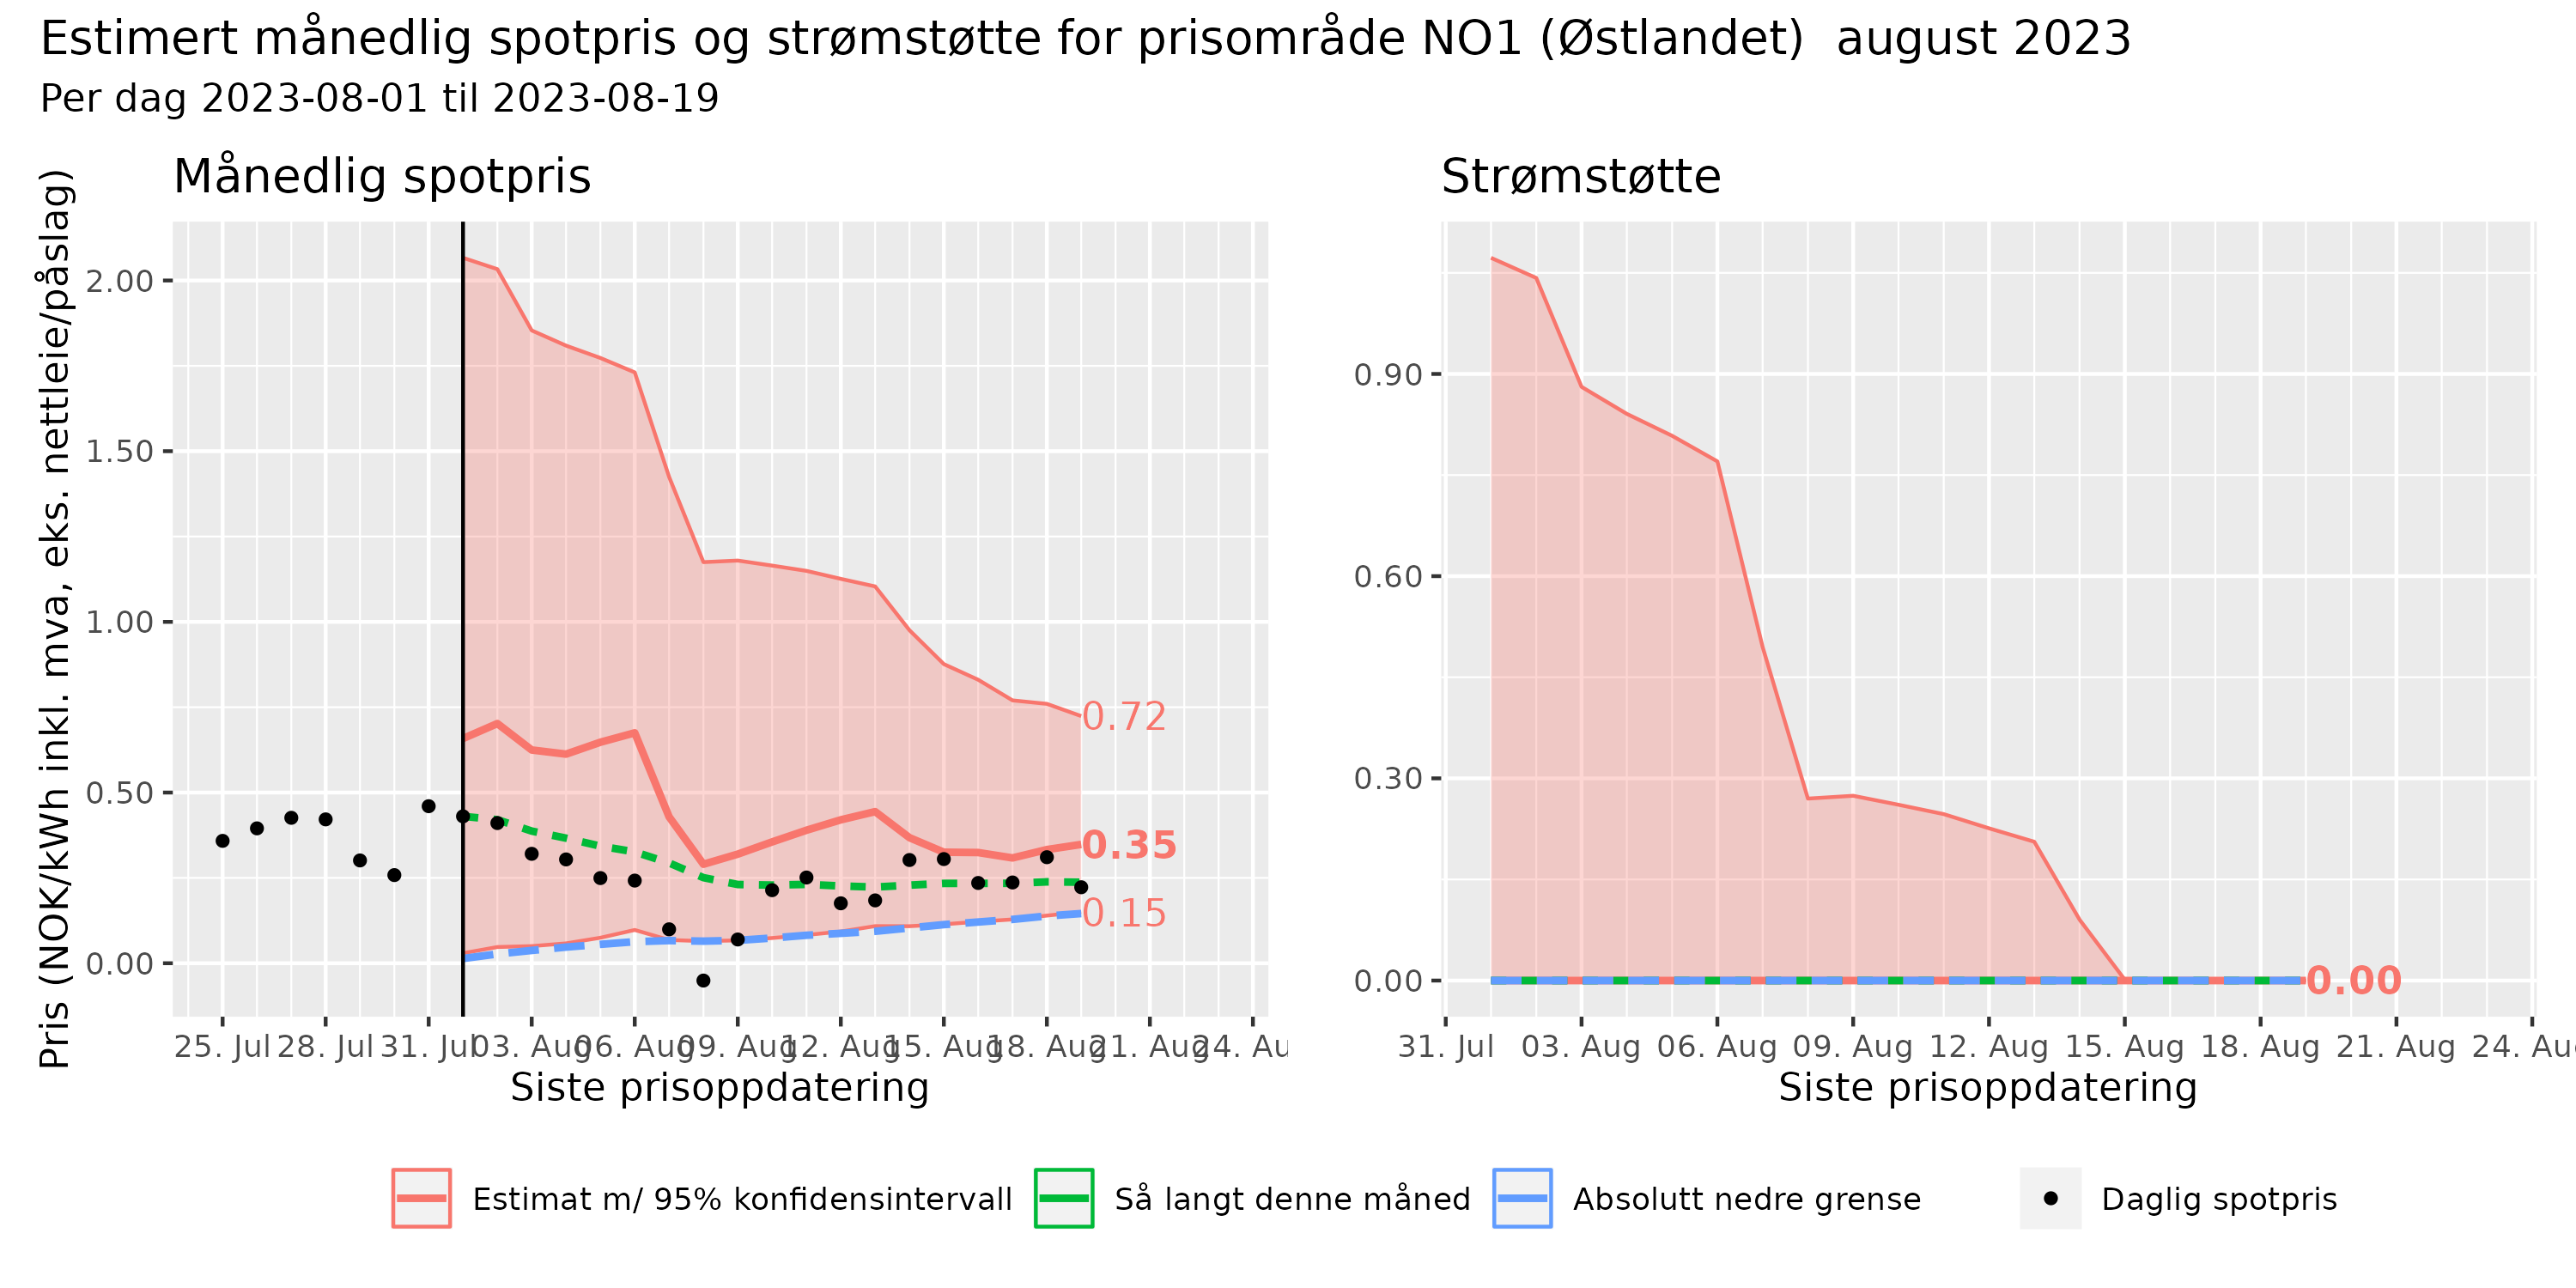 Estimert månedlig spotpris og strømstøtte for prisområde NO1 (Østlandet)  august 2023
Per dag 2023-08-01 til 2023-08-19
Månedlig spotpris
Pris (NOK/kWh inkl. mva, eks. nettleie/påslag)
2.00
1.50
1.00
0.50
0.00
0.72
0.35
0.15
25. Jul 28. Jul 31. Jul 03. Aug 06. Aug 09. Aug 12. Aug 15. Aug 18. Aug 21. Aug 24. Au
Siste prisoppdatering
Strømstøtte
0.90
0.60
0.30
0.00
0.00
31. Jul 03. Aug 06. Aug 09. Aug 12. Aug 15. Aug 18. Aug 21. Aug 24. Aug
Siste prisoppdatering
Estimat m/ 95% konfidensintervall
Så langt denne måned
Absolutt nedre grense
Daglig spotpris